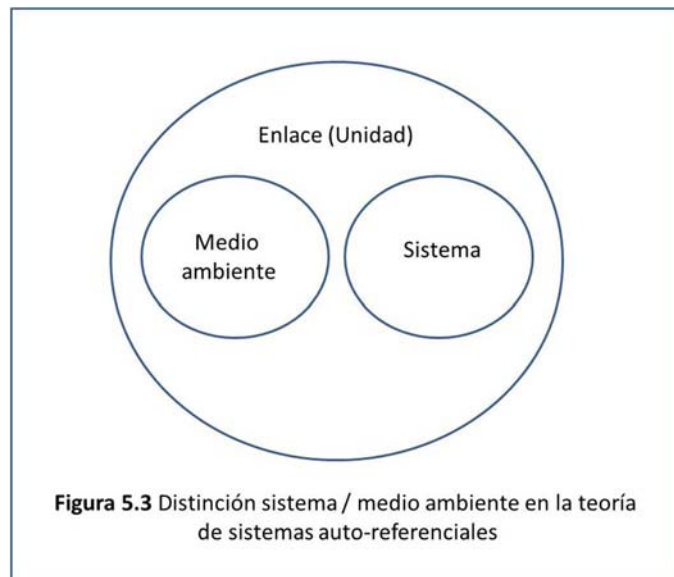 Enlace (Unidad)
Medio
ambiente
Sistema
Figura 5.3 Distinción sistema / medio ambiente en la teoría
de sistemas auto-referenciales